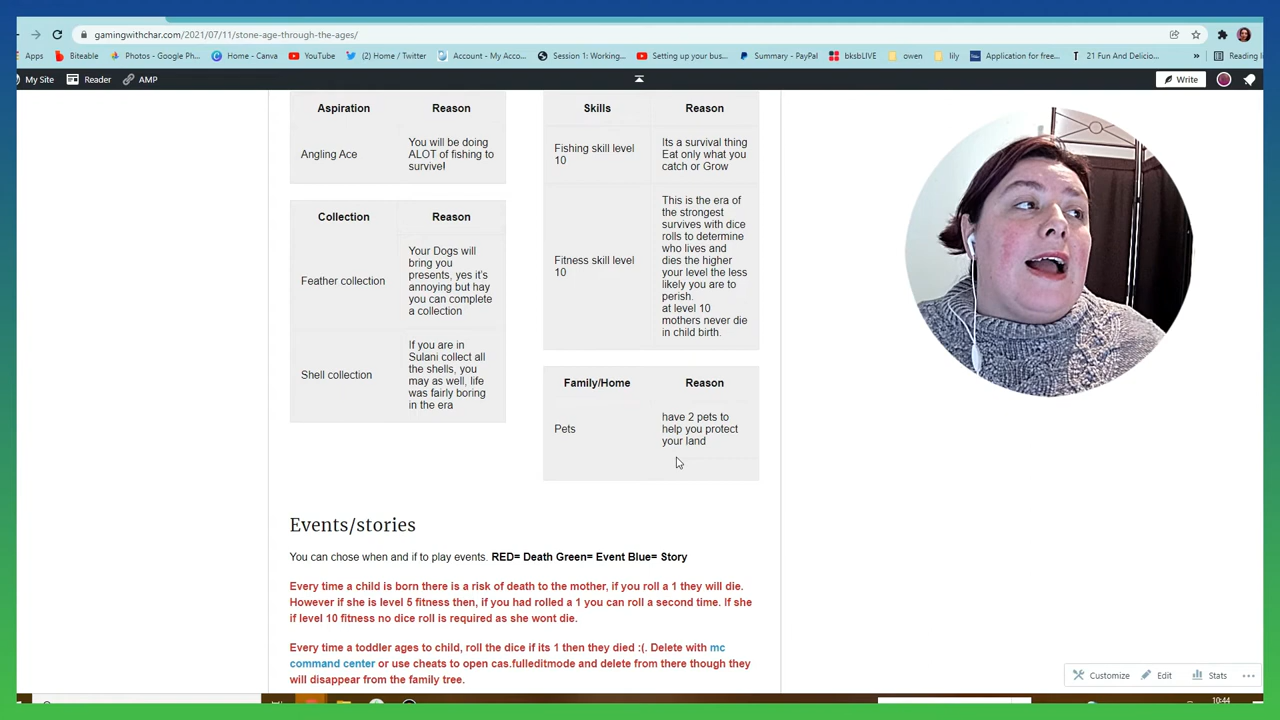 gamingwithchar.com/2021/07/11/stone-age-through-the-ages/
Apps
Biteable
Photos - Google Ph...
Home - Canva
YouTube
(2) Home / Twitter
Account - My Acco...
Session 1: Working...
Setting up your bus...
Summary - PayPal
bksbLIVE
owen
lily
Application for free...
21 Fun And Delicio...
»
Reading
My Site
Reader
AMP
Write
Aspiration Reason
Angling Ace
You will be doing
ALOT of fishing to
survive!
Collection Reason
Feather collection
Your Dogs will
bring you
presents, yes it's
annoying but hay
you can complete
a collection
Shell collection
If you are in
Sulani collect all
the shells, you
may as well, life
was fairly boring
in the era
Skills Reason
Fishing skill level
10
Its a survival thing
Eat only what you
catch or Grow
Fitness skill level
10
This is the era of
the strongest
survives with dice
rolls to determine
who lives and
dies the higher
your level the less
likely you are to
perish.
at level 10
mothers never die
in child birth.
Family/Home Reason
Pets
have 2 pets to
help you protect
your land
Events/stories
You can chose when and if to play events. RED= Death Green= Event Blue= Story
Every time a child is born there is a risk of death to the mother, if you roll a 1 they will die.
However if she is level 5 fitness then, if you had rolled a 1 you can roll a second time. If she
if level 10 fitness no dice roll is required as she wont die.
Every time a toddler ages to child, roll the dice if its 1 then they died :(. Delete with mc
command center or use cheats to open cas.fulleditmode and delete from there though they
will disappear from the family tree.
Customize
Edit
Stats
10:44